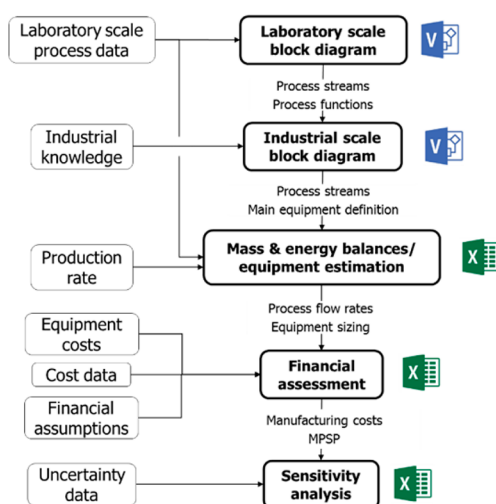 Laboratory scale
process data
Laboratory scale
block diagram
V
Process streams
Process functions
Industrial
knowledge
Industrial scale
block diagram
V
Process streams
Main equipment definition
Production
rate
Mass & energy balances/
equipment estimation
X
Process flow rates
Equipment sizing
Equipment
costs
Cost data
Financial
assumptions
Financial
assessment
X
Manufacturing costs
MPSP
Uncertainty
data
Sensitivity
analysis
X